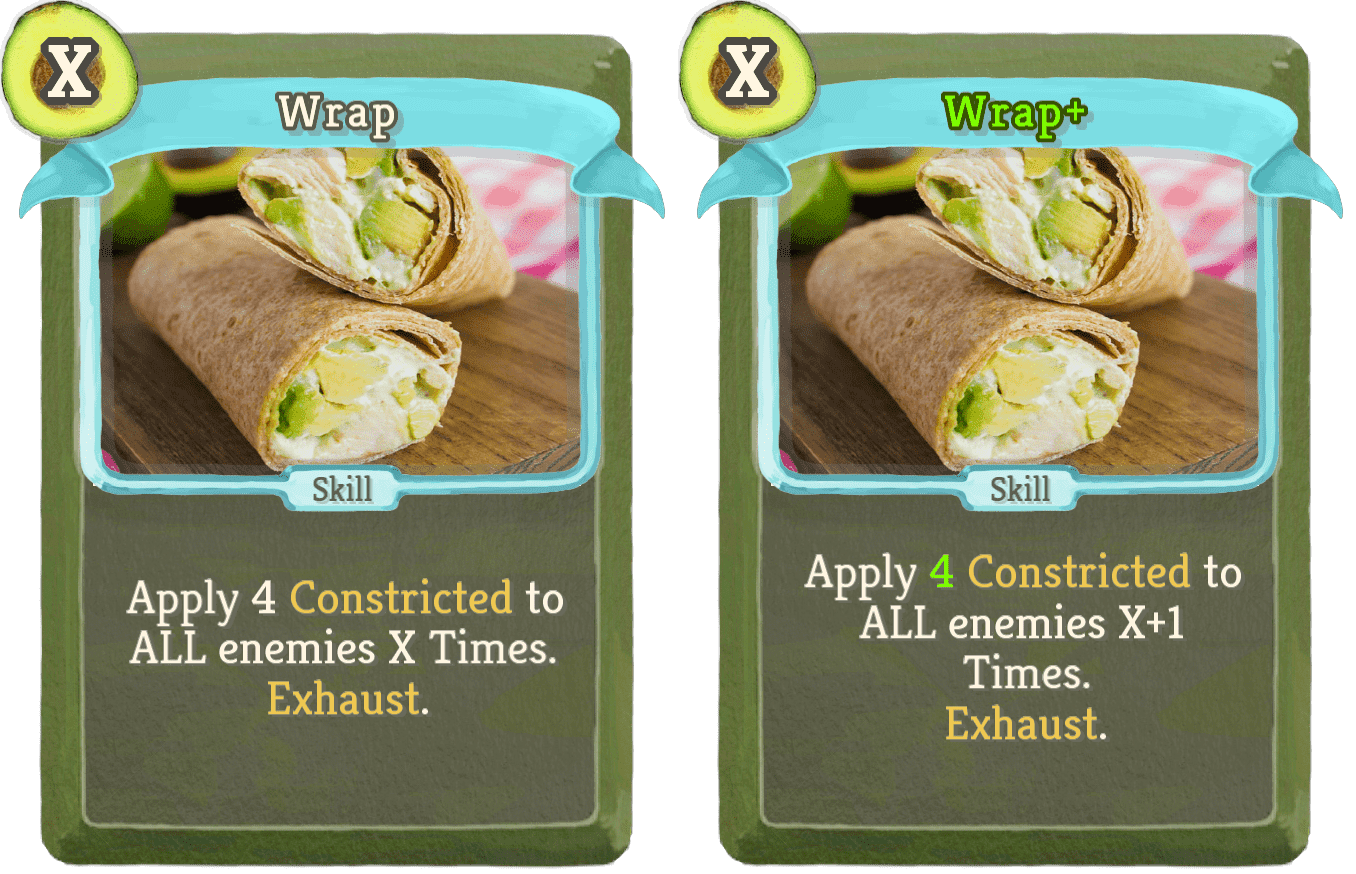 X
Wrap
Skill
Apply 4 Constricted to
ALL enemies X Times.
Exhaust.
X
Wrap+
Skill
Apply 4 Constricted to
ALL enemies X+1
Times.
Exhaust.